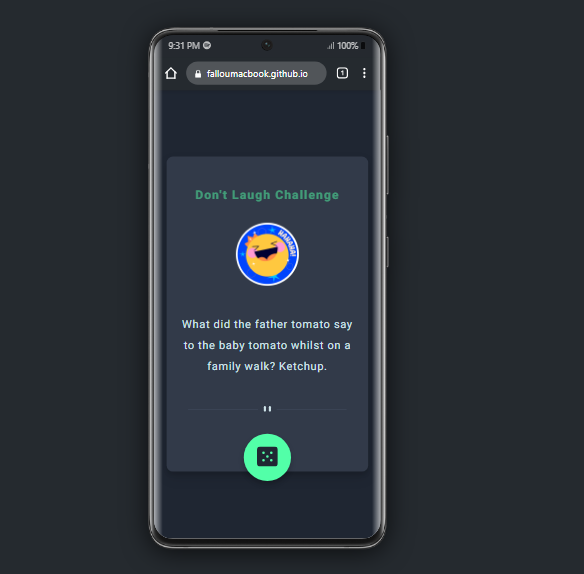 9:31 PM
100%
falloumacbook.github.io
1
Don't Laugh Challenge
HAHAHA!
What did the father tomato say
to the baby tomato whilst on a
family walk? Ketchup.